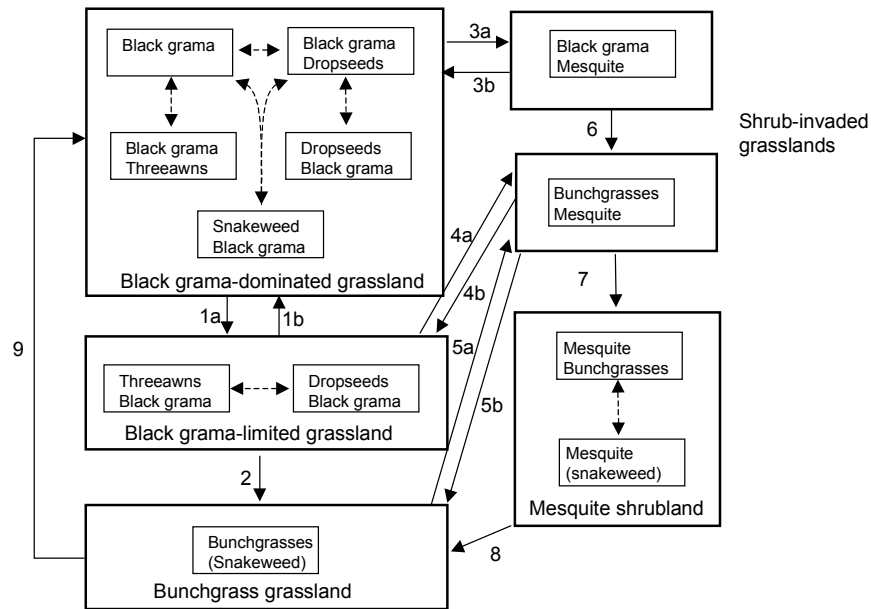 Black grama
Black grama
Dropseeds
Black grama
Threeawns
Dropseeds
Black grama
Snakeweed
Black grama
Black grama-dominated grassland
3a
3b
Black grama
Mesquite
6
Shrub-invaded
grasslands
Bunchgrasses
Mesquite
4a
4b
7
1a
1b
9
5a
5b
Threeawns
Black grama
Dropseeds
Black grama
Black grama-limited grassland
Mesquite
Bunchgrasses
Mesquite
(snakeweed)
Mesquite shrubland
2
8
Bunchgrasses
(Snakeweed)
Bunchgrass grassland